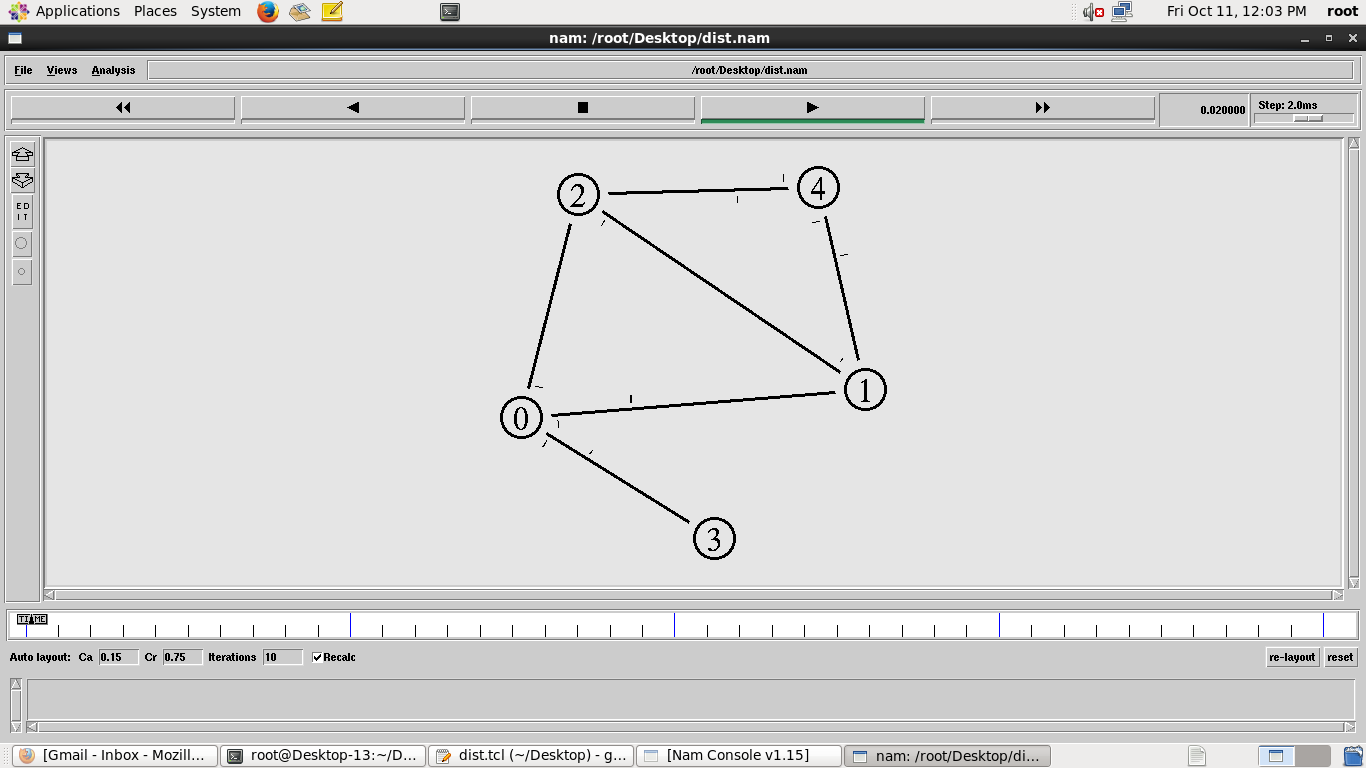 Applications Places System Fri Oct 11, 12:03 PM root
nam: /root/Desktop/dist.nam
File Views Analysis /root/Desktop/dist.nam
0.020000 Step: 2.0ms
ED
IT
2 4
1
0
3
TIME
Auto layout: Ca 0.15 Cr 0.75 Iterations 10 Recalc re-layout reset
[Gmail - Inbox - Mozill... root@Desktop-13:~/D... dist.tcl (~/Desktop) - g... [Nam Console v1.15] nam: /root/Desktop/di...